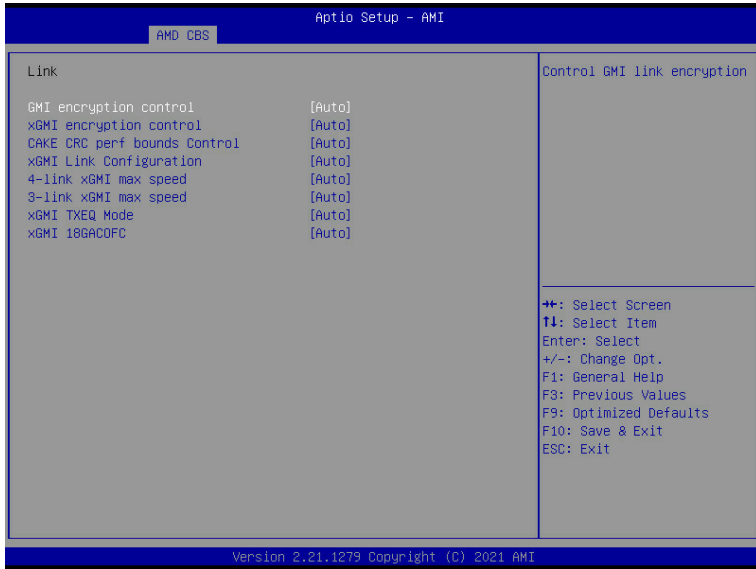 Aptio Setup – AMI
AMD CBS
Link
GMI encryption control [Auto]
xGMI encryption control [Auto]
CAKE CRC perf bounds Control [Auto]
xGMI Link Configuration [Auto]
4-link xGMI max speed [Auto]
3-link xGMI max speed [Auto]
xGMI TXEQ Mode [Auto]
xGMI 18GACOFC [Auto]
Control GMI link encryption
→←: Select Screen
↑↓: Select Item
Enter: Select
+/-: Change Opt.
F1: General Help
F3: Previous Values
F9: Optimized Defaults
F10: Save & Exit
ESC: Exit
Version 2.21.1279 Copyright (C) 2021 AMI